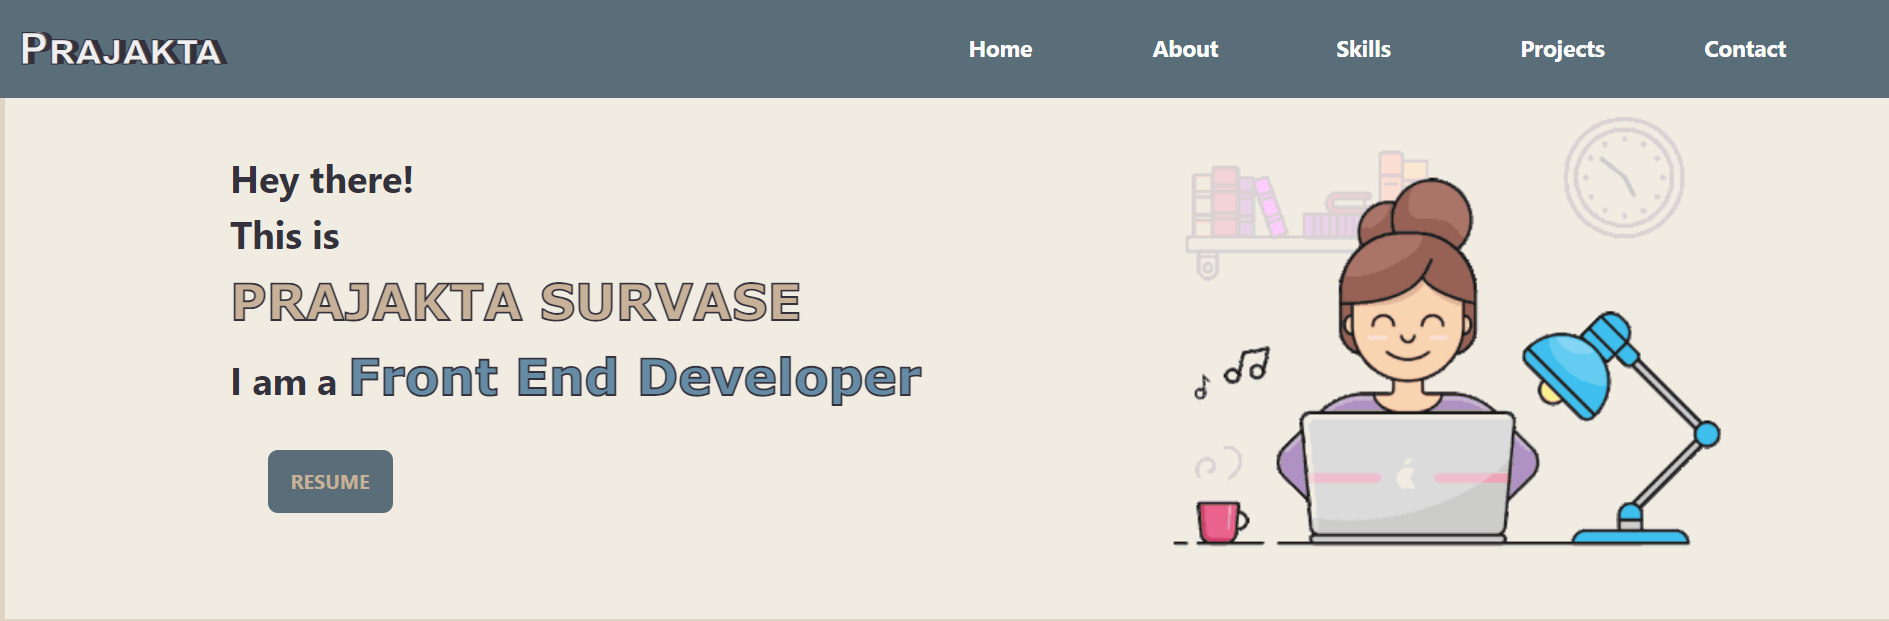 PRAJAKTA
Home About Skills Projects Contact
Hey there!
This is
PRAJAKTA SURVASE
I am a Front End Developer
RESUME